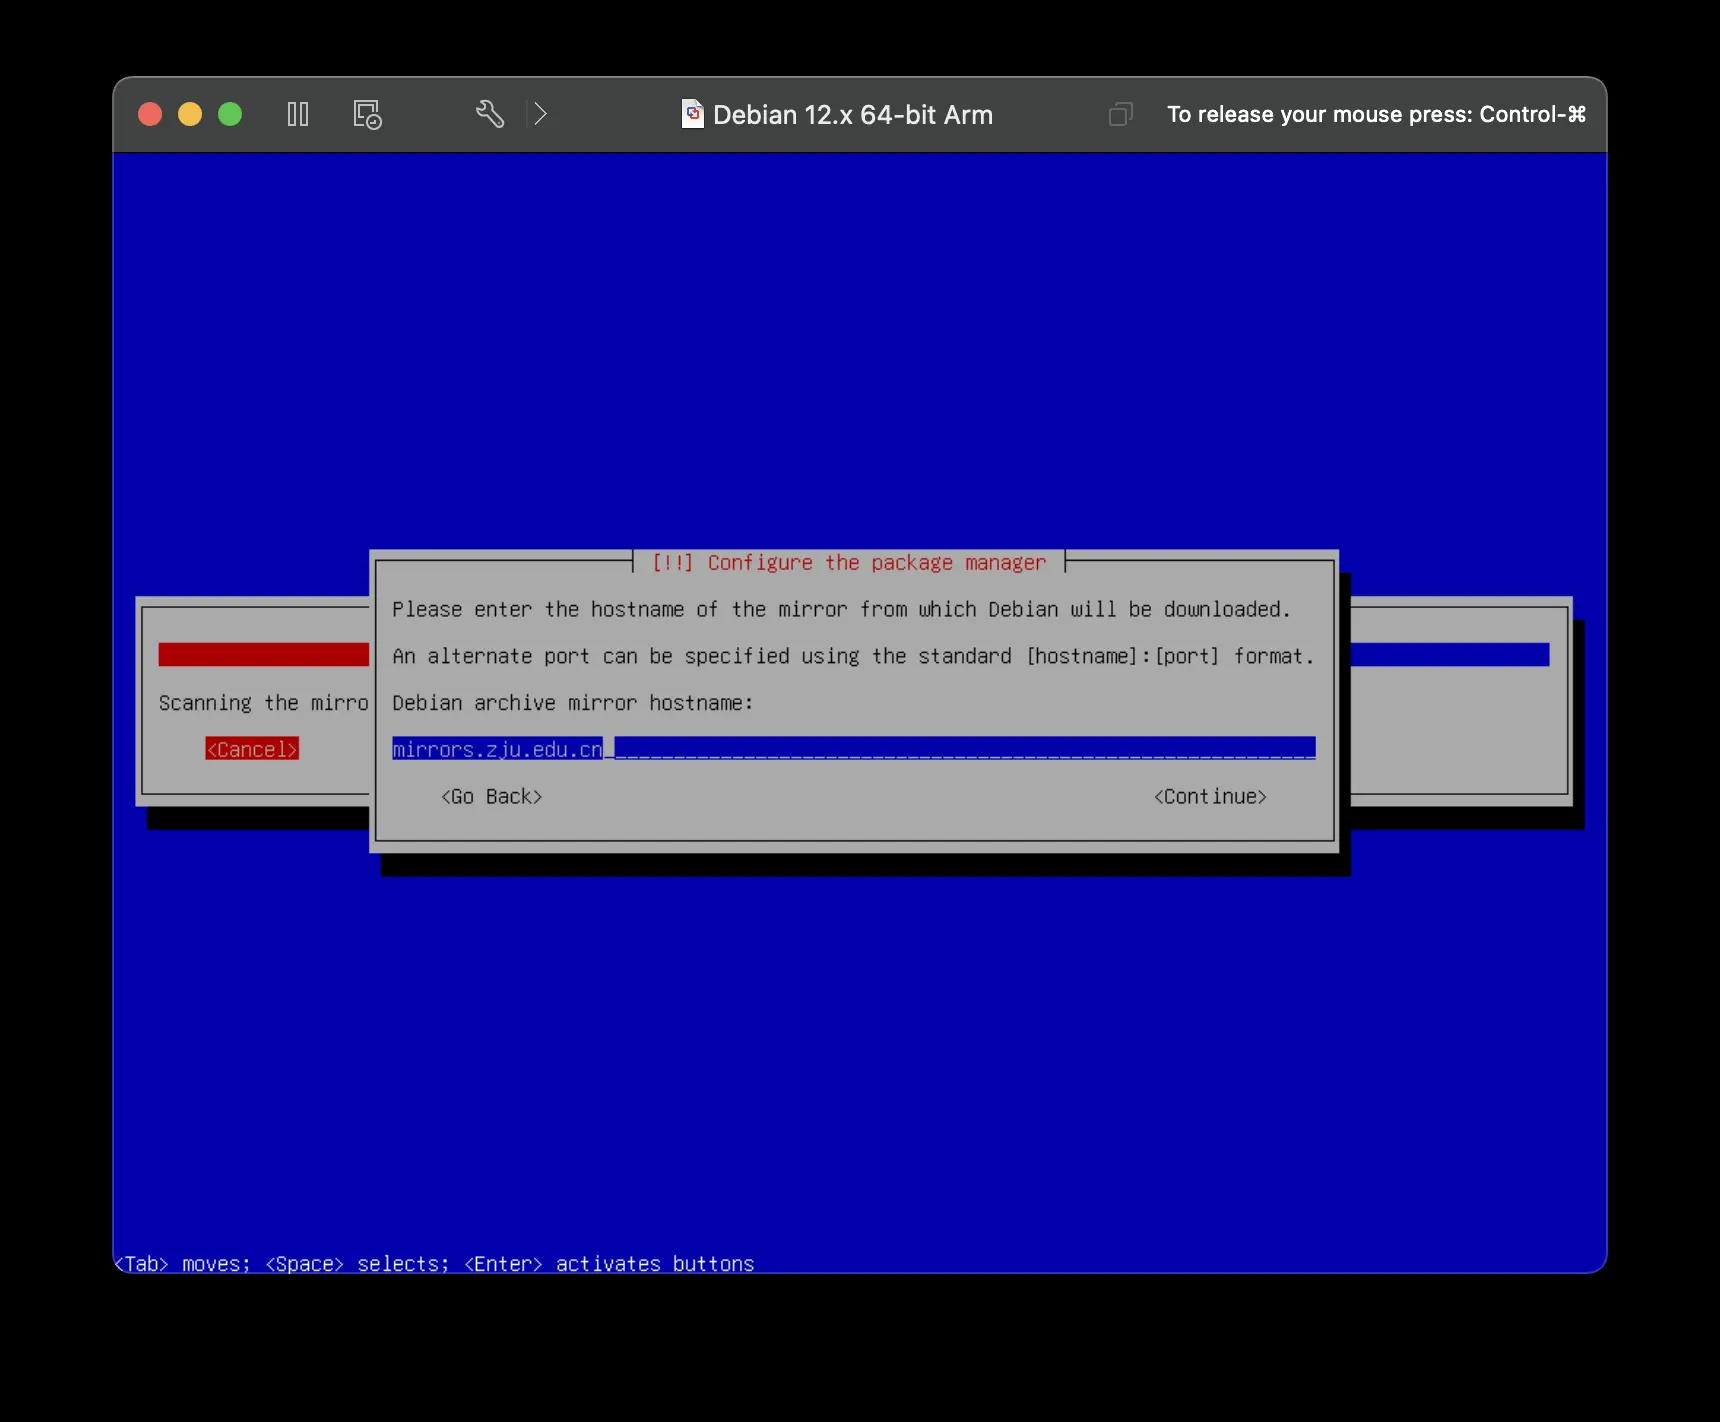 Debian 12.x 64-bit Arm
To release your mouse press: Control-⌘
[!!] Configure the package manager
Please enter the hostname of the mirror from which Debian will be downloaded.
An alternate port can be specified using the standard [hostname]:[port] format.
Scanning the mirro
Debian archive mirror hostname:
<Cancel>
mirrors.zju.edu.cn
<Go Back>
<Continue>
<Tab> moves; <Space> selects; <Enter> activates buttons